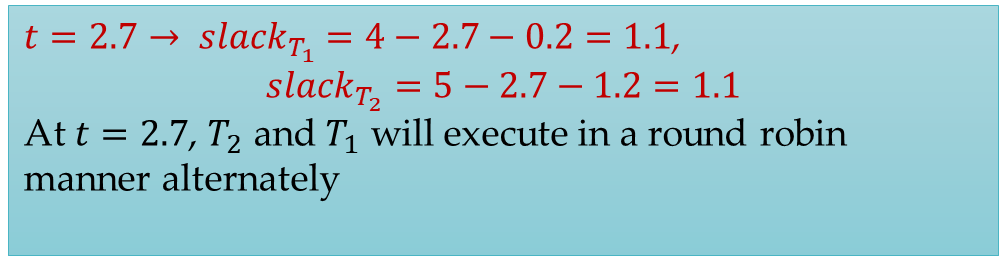 t = 2.7 → slack_{T_1} = 4 − 2.7 − 0.2 = 1.1,
slack_{T_2} = 5 − 2.7 − 1.2 = 1.1
At t = 2.7, T_2 and T_1 will execute in a round robin
manner alternately